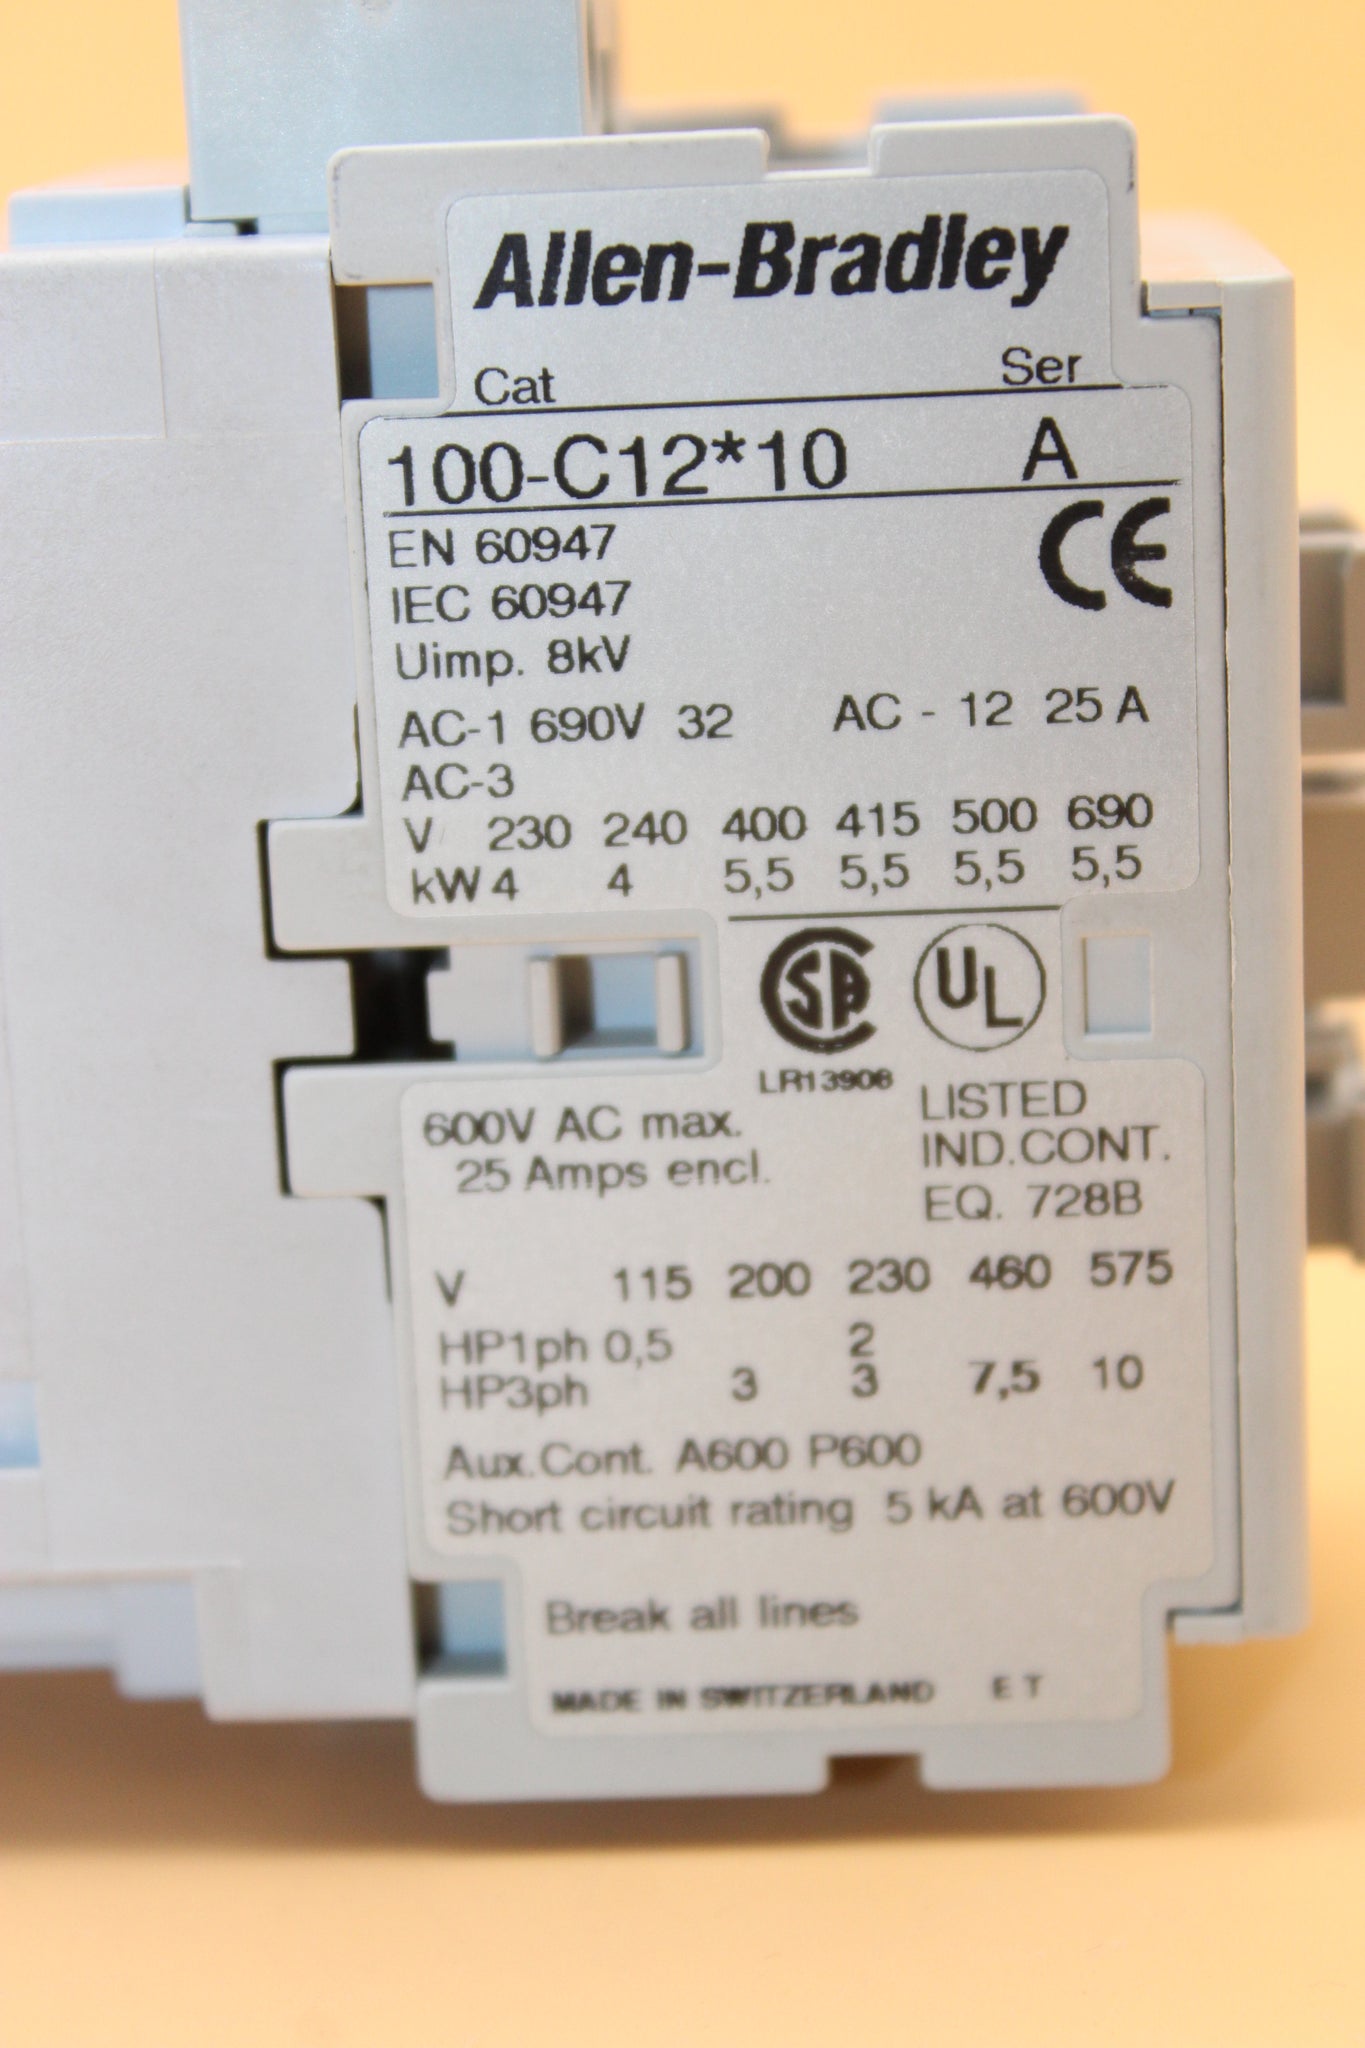 Allen-Bradley
Cat Ser
100-C12*10 A
EN 60947
IEC 60947
CE
Uimp. 8kV
AC-1 690V 32 AC - 12 25 A
AC-3
V 230 240 400 415 500 690
kW 4 4 5,5 5,5 5,5 5,5
SA UL
LR13908
600V AC max.
25 Amps encl.
LISTED
IND.CONT.
EQ. 728B
V 115 200 230 460 575
HP1ph 0,5 2
HP3ph 3 3 7,5 10
Aux.Cont. A600 P600
Short circuit rating 5 kA at 600V
Break all lines
MADE IN SWITZERLAND E T